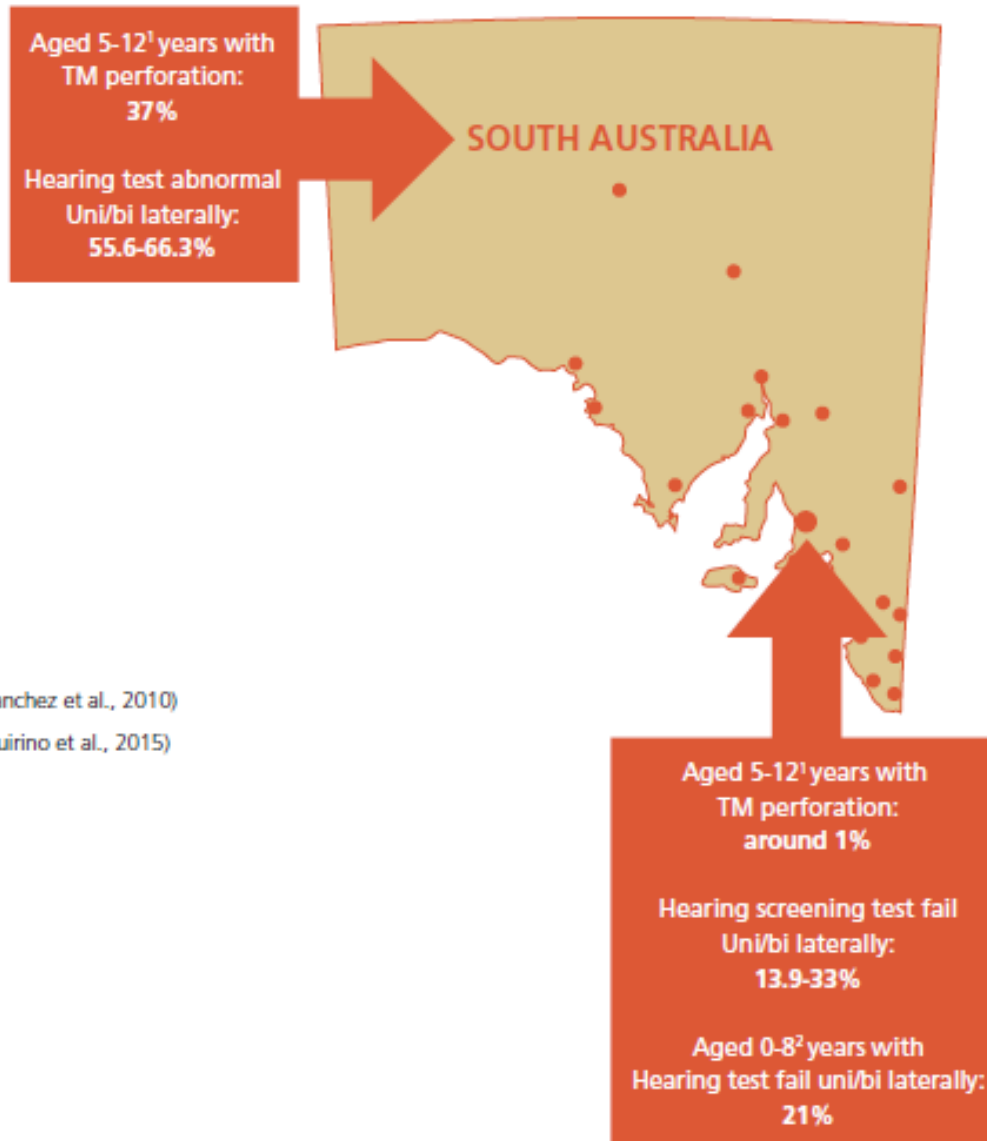 Aged 5-12¹ years with
TM perforation:
37%
Hearing test abnormal
Uni/bi laterally:
55.6-66.3%
SOUTH AUSTRALIA
et al., 2010)
et al., 2015)
Aged 5-12¹ years with
TM perforation:
around 1%
Hearing screening test fail
Uni/bi laterally:
13.9-33%
Aged 0-8² years with
Hearing test fail uni/bi laterally:
21%